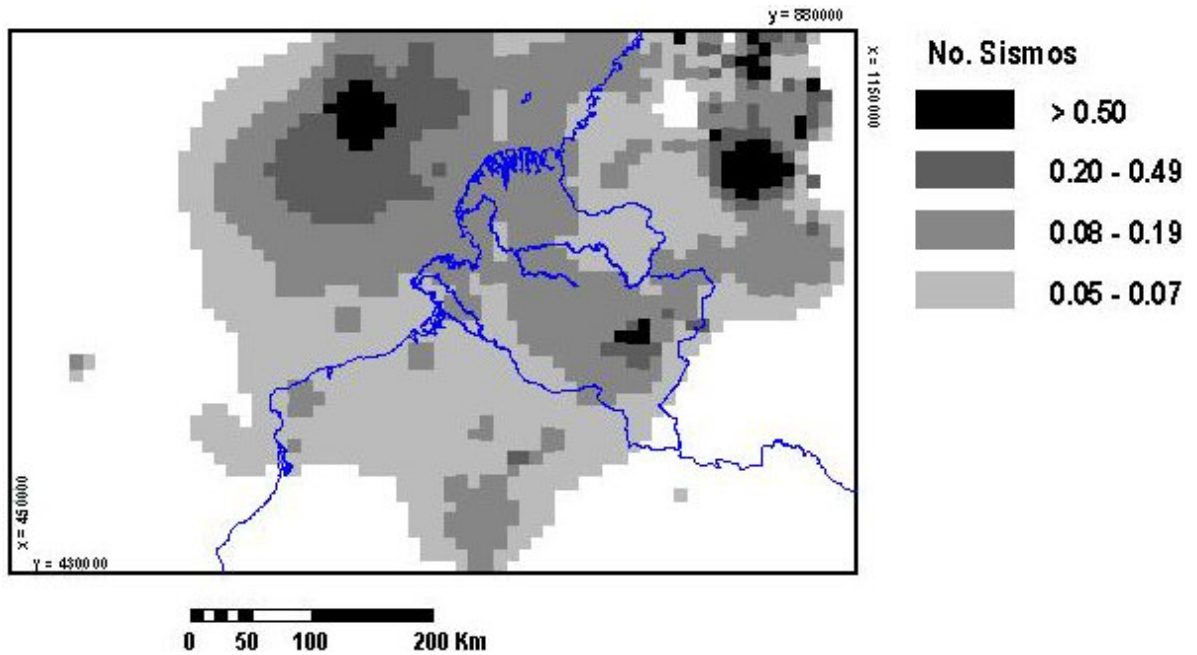 y = 880000
x = 1150000
No. Sismos
> 0.50
0.20 - 0.49
0.08 - 0.19
0.05 - 0.07
x = 450000
Y = 430000
0 50 100 200 Km